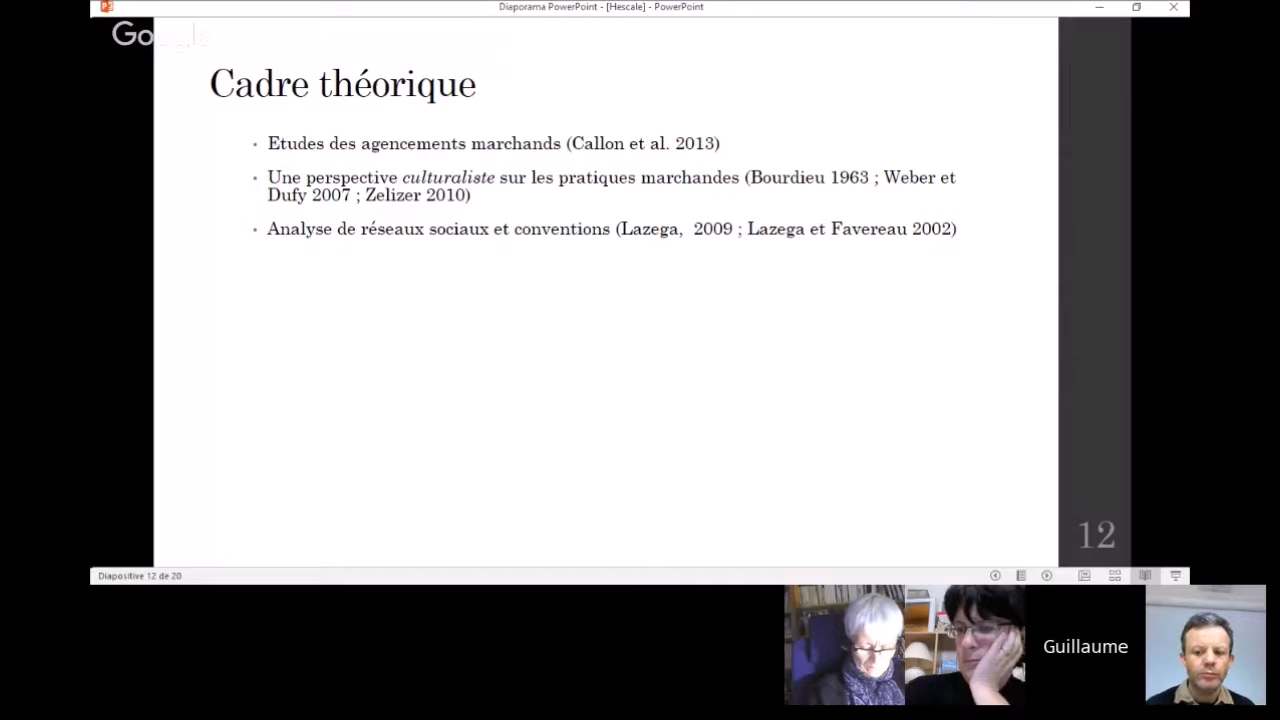 Diaporama PowerPoint - [Hescale] - PowerPoint
Google
Cadre théorique
• Etudes des agencements marchands (Callon et al. 2013)
• Une perspective culturaliste sur les pratiques marchandes (Bourdieu 1963 ; Weber et
Dufy 2007 ; Zelizer 2010)
• Analyse de réseaux sociaux et conventions (Lazega, 2009 ; Lazega et Favereau 2002)
12
Diapositive 12 de 20
Guillaume